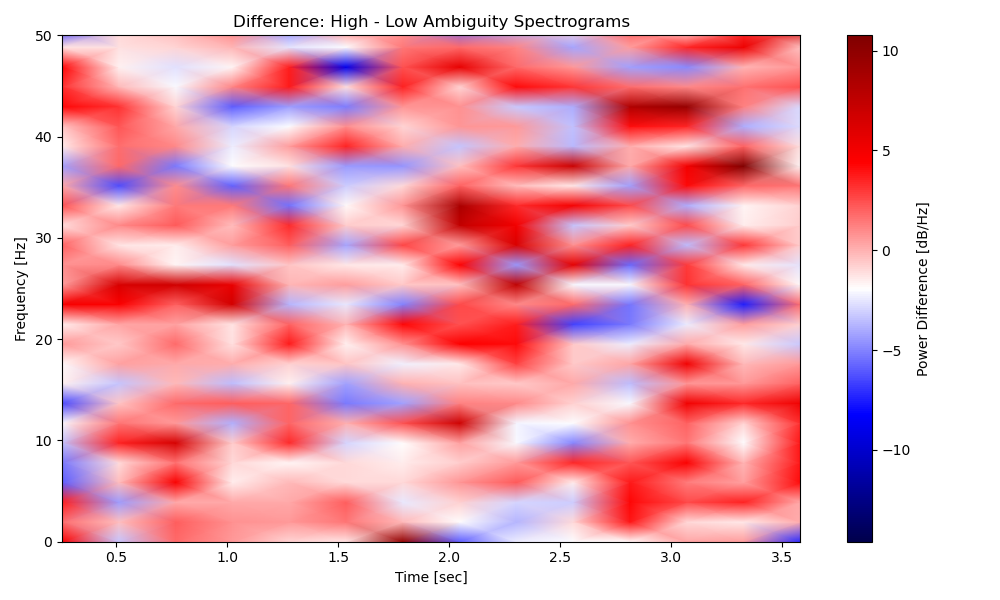 Difference: High - Low Ambiguity Spectrograms
50
40
30
20
10
0
Frequency [Hz]
0.5 1.0 1.5 2.0 2.5 3.0 3.5
Time [sec]
10
5
0
−5
−10
Power Difference [dB/Hz]